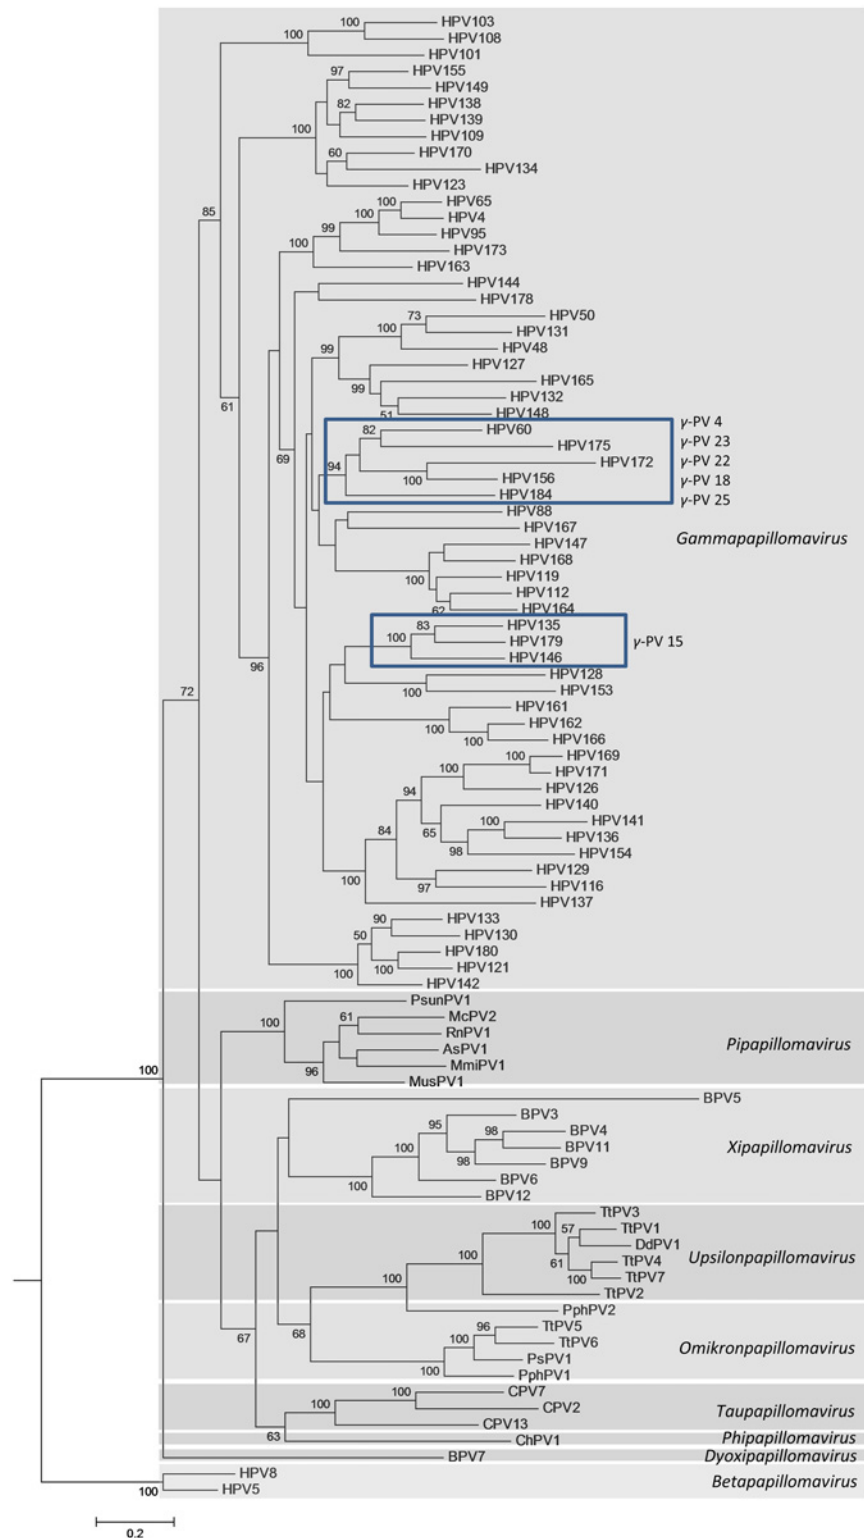 HPV103
100
HPV108
100
HPV101
97
HPV155
HPV149
82
HPV138
HPV139
100
HPV109
60
HPV170
HPV134
HPV123
85
100
HPV65
100
HPV4
99
HPV95
100
HPV173
HPV163
HPV144
HPV178
73
HPV50
100
HPV131
99
HPV48
HPV127
99
HPV165
HPV132
61
51
HPV148
82
HPV60
γ-PV 4
HPV175
γ-PV 23
69
94
HPV172
γ-PV 22
100
HPV156
γ-PV 18
HPV184
γ-PV 25
HPV88
HPV167
Gammapapillomavirus
HPV147
HPV168
100
HPV119
HPV112
62
HPV164
83
HPV135
100
HPV179
γ-PV 15
HPV146
96
HPV128
100
HPV153
72
HPV161
100
HPV162
100
HPV166
100
HPV169
100
HPV171
HPV126
94
HPV140
65
100
HPV141
84
HPV136
98
HPV154
HPV129
100
97
HPV116
HPV137
90
HPV133
50
HPV130
HPV180
100
100
HPV121
HPV142
PsunPV1
100
61
McPV2
RnPV1
Pipapillomavirus
AsPV1
100
96
MmiPV1
MusPV1
BPV5
95
BPV3
98
BPV4
100
BPV11
Xipapillomavirus
98
BPV9
100
BPV6
BPV12
TtPV3
100
57
TtPV1
DdPV1
100
61
TtPV4
Upsilonpapillomavirus
100
TtPV7
100
TtPV2
PphPV2
67
68
96
TtPV5
100
TtPV6
Omikronpapillomavirus
PsPV1
100
PphPV1
100
CPV7
100
CPV2
Taupapillomavirus
CPV13
63
ChPV1
Phipapillomavirus
BPV7
Dyoxipapillomavirus
HPV8
100
HPV5
Betapapillomavirus
0.2